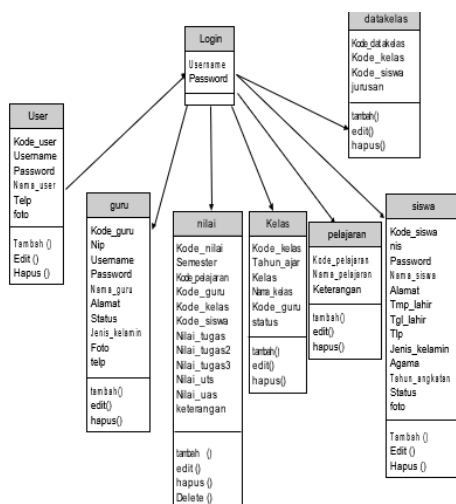 datakelas
Kode_datakelas
Kode_kelas
Kode_siswa
jurusan
tambah()
edit()
hapus()
Login
Username
Password
User
Kode_user
Username
Password
Nama_user
Telp
foto
Tambah ()
Edit ()
Hapus ()
guru
Kode_guru
Nip
Username
Password
Nama_guru
Alamat
Status
Jenis_kelamin
Foto
telp
tambah()
edit()
hapus()
nilai
Kode_nilai
Semester
Kode_pelajaran
Kode_guru
Kode_kelas
Kode_siswa
Nilai_tugas
Nilai_tugas2
Nilai_tugas3
Nilai_uts
Nilai_uas
keterangan
tambah ()
edit ()
hapus ()
Delete ()
Kelas
Kode_kelas
Tahun_ajar
Kelas
Nama_kelas
Kode_guru
status
tambah()
edit()
hapus()
pelajaran
Kode_pelajaran
Nama_pelajaran
Keterangan
tambah()
edit()
hapus()
siswa
Kode_siswa
nis
Password
Nama_siswa
Alamat
Tmp_lahir
Tgl_lahir
Tlp
Jenis_kelamin
Agama
Tahun_angkatan
Status
foto
Tambah ()
Edit ()
Hapus ()